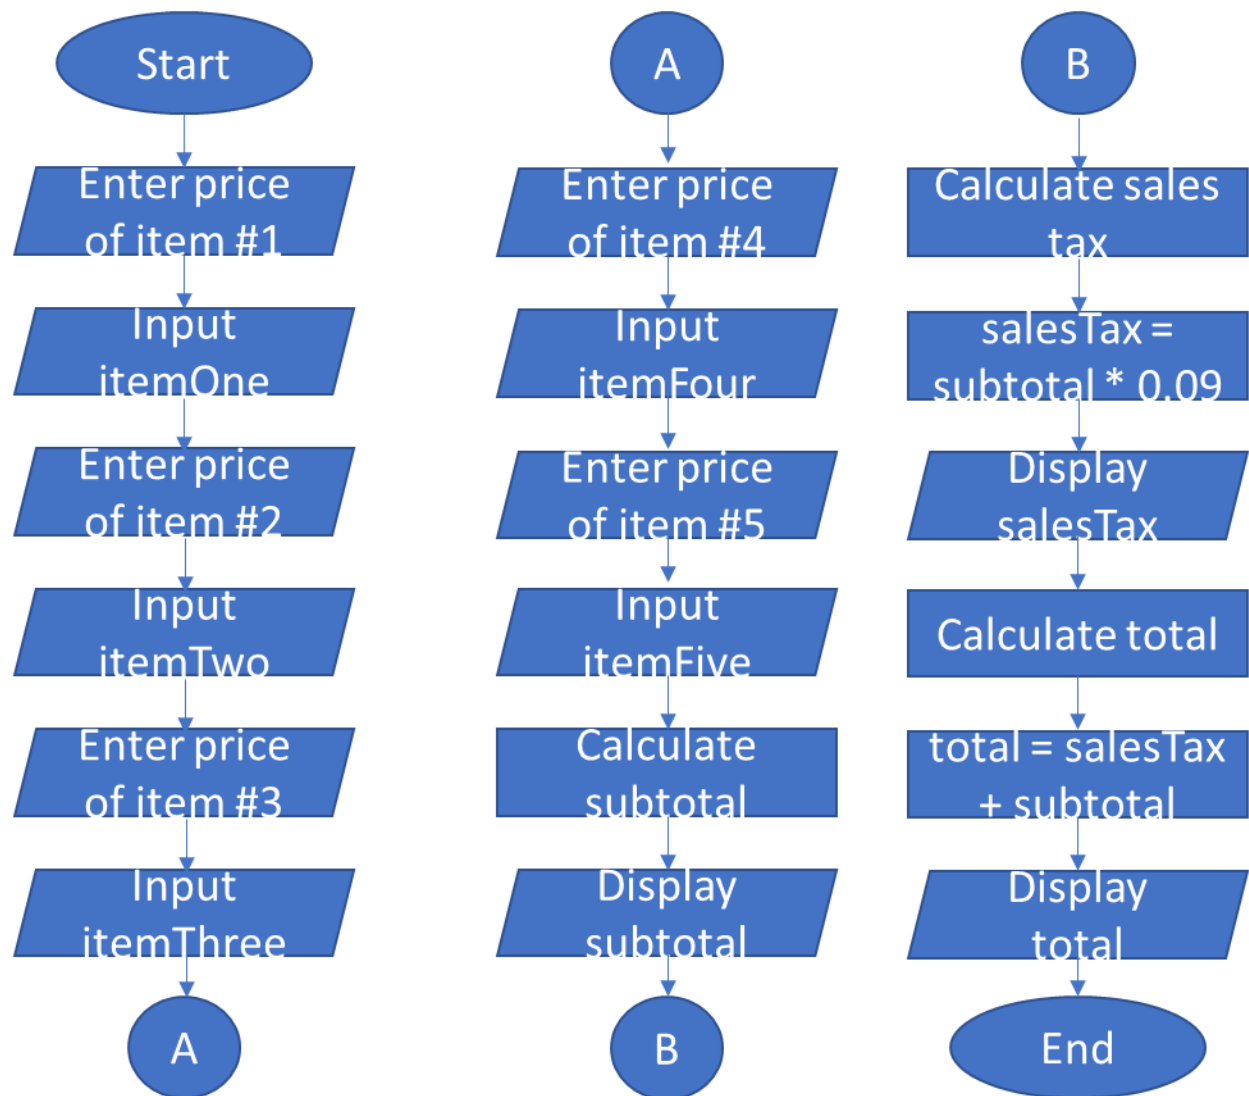 Start
Enter price
of item #1
Input
itemOne
Enter price
of item #2
Input
itemTwo
Enter price
of item #3
Input
itemThree
A
A
Enter price
of item #4
Input
itemFour
Enter price
of item #5
Input
itemFive
Calculate
subtotal
Display
subtotal
B
B
Calculate sales
tax
salesTax =
subtotal * 0.09
Display
salesTax
Calculate total
total = salesTax
+ subtotal
Display
total
End